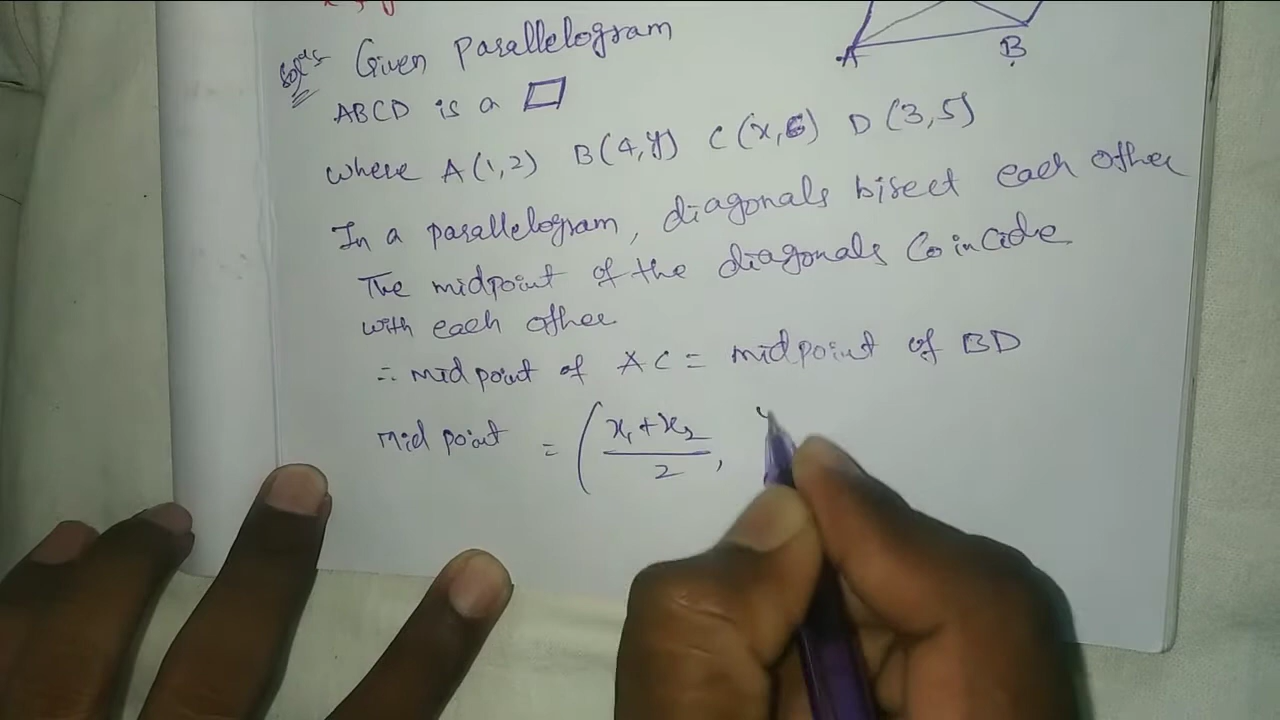 A B
Solⁿ: Given parallelogram
ABCD is a ▱
where A(1,2) B(4,y) C(x,6) D(3,5)
In a parallelogram, diagonals bisect each other
The midpoint of the diagonals Coincide
with each other
∴ midpoint of AC = midpoint of BD
Mid point = (x₁+x₂/2, y